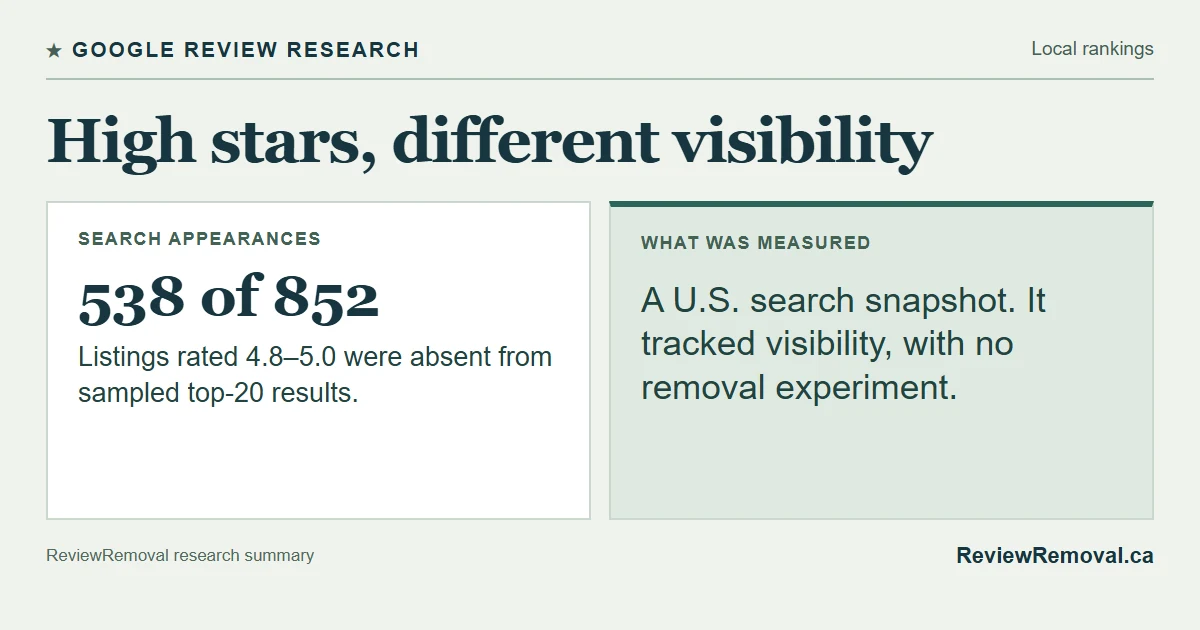 ★ GOOGLE REVIEW RESEARCH
Local rankings
High stars, different visibility
SEARCH APPEARANCES
538 of 852
Listings rated 4.8–5.0 were absent from
sampled top-20 results.
WHAT WAS MEASURED
A U.S. search snapshot. It
tracked visibility, with no
removal experiment.
ReviewRemoval research summary
ReviewRemoval.ca